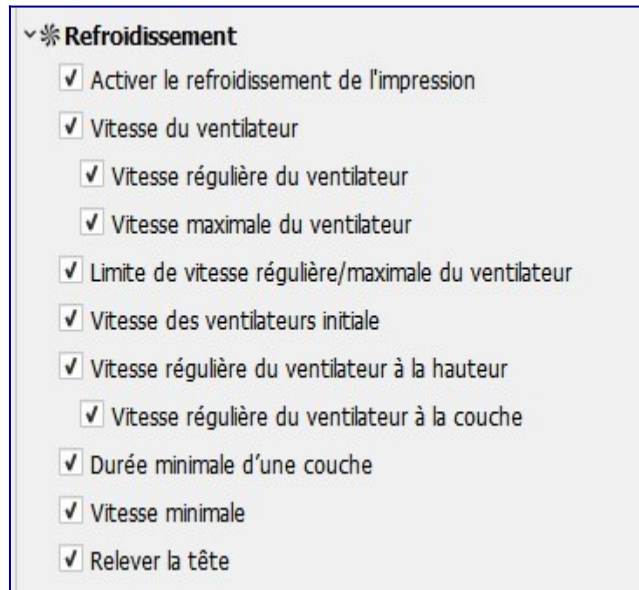 Refroidissement
Activer le refroidissement de l'impression
Vitesse du ventilateur
Vitesse régulière du ventilateur
Vitesse maximale du ventilateur
Limite de vitesse régulière/maximale du ventilateur
Vitesse des ventilateurs initiale
Vitesse régulière du ventilateur à la hauteur
Vitesse régulière du ventilateur à la couche
Durée minimale d’une couche
Vitesse minimale
Relever la tête